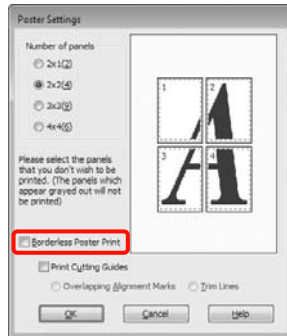 Poster Settings
Number of panels
2x1(2)
2x2(4)
3x3(9)
4x4(6)
1
2
3
4
Please select the panels
that you don't wish to be
printed. (The panels which
appear grayed out will not
be printed)
Borderless Poster Print
Print Cutting Guides
Overlapping Alignment Marks
Trim Lines
OK
Cancel
Help